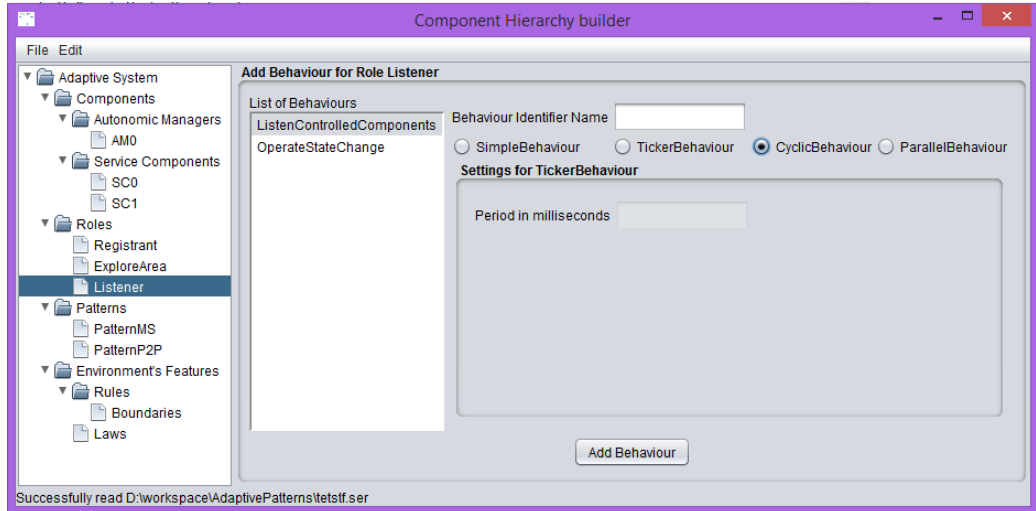 Component Hierarchy builder
File Edit
Adaptive System
Components
Autonomic Managers
AM0
Service Components
SC0
SC1
Roles
Registrant
ExploreArea
Listener
Patterns
PatternMS
PatternP2P
Environment's Features
Rules
Boundaries
Laws
Add Behaviour for Role Listener
List of Behaviours
ListenControlledComponents
OperateStateChange
Behaviour Identifier Name
SimpleBehaviour TickerBehaviour CyclicBehaviour ParallelBehaviour
Settings for TickerBehaviour
Period in milliseconds
Add Behaviour
Successfully read D:\workspace\AdaptivePatterns\tetstf.ser